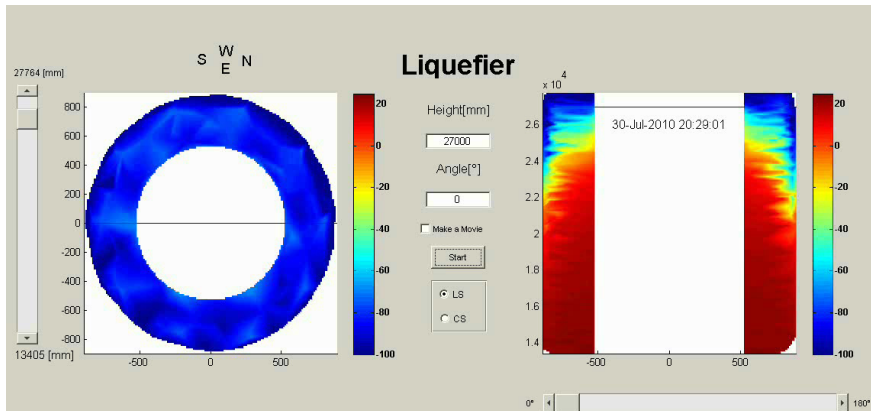 W
S N
E
Liquefier
27764 [mm]
800
600
400
200
0
-200
-400
-600
-800
13405 [mm]
-500 0 500
20
0
-20
-40
-60
-80
-100
Height[mm]
27000
Angle[°]
0
Make a Movie
Start
LS
CS
x 10⁴
2.6
2.4
2.2
2
1.8
1.6
1.4
30-Jul-2010 20:29:01
-500 0 500
20
0
-20
-40
-60
-80
-100
0° 180°